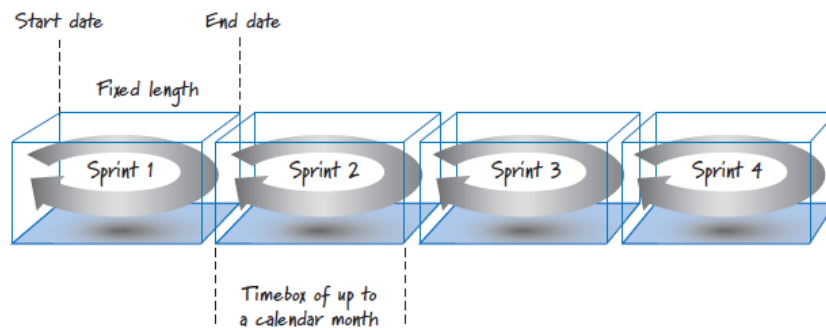 Start date
End date
Fixed length
Sprint 1
Sprint 2
Sprint 3
Sprint 4
Timebox of up to
a calendar month